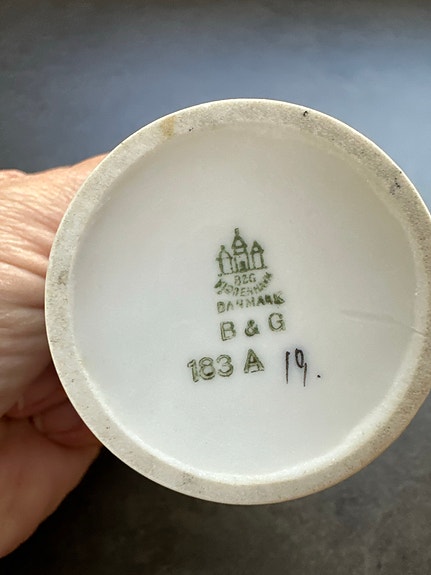 B&G
KJØBENHAVN
DANMARK
B & G
183 A 19.